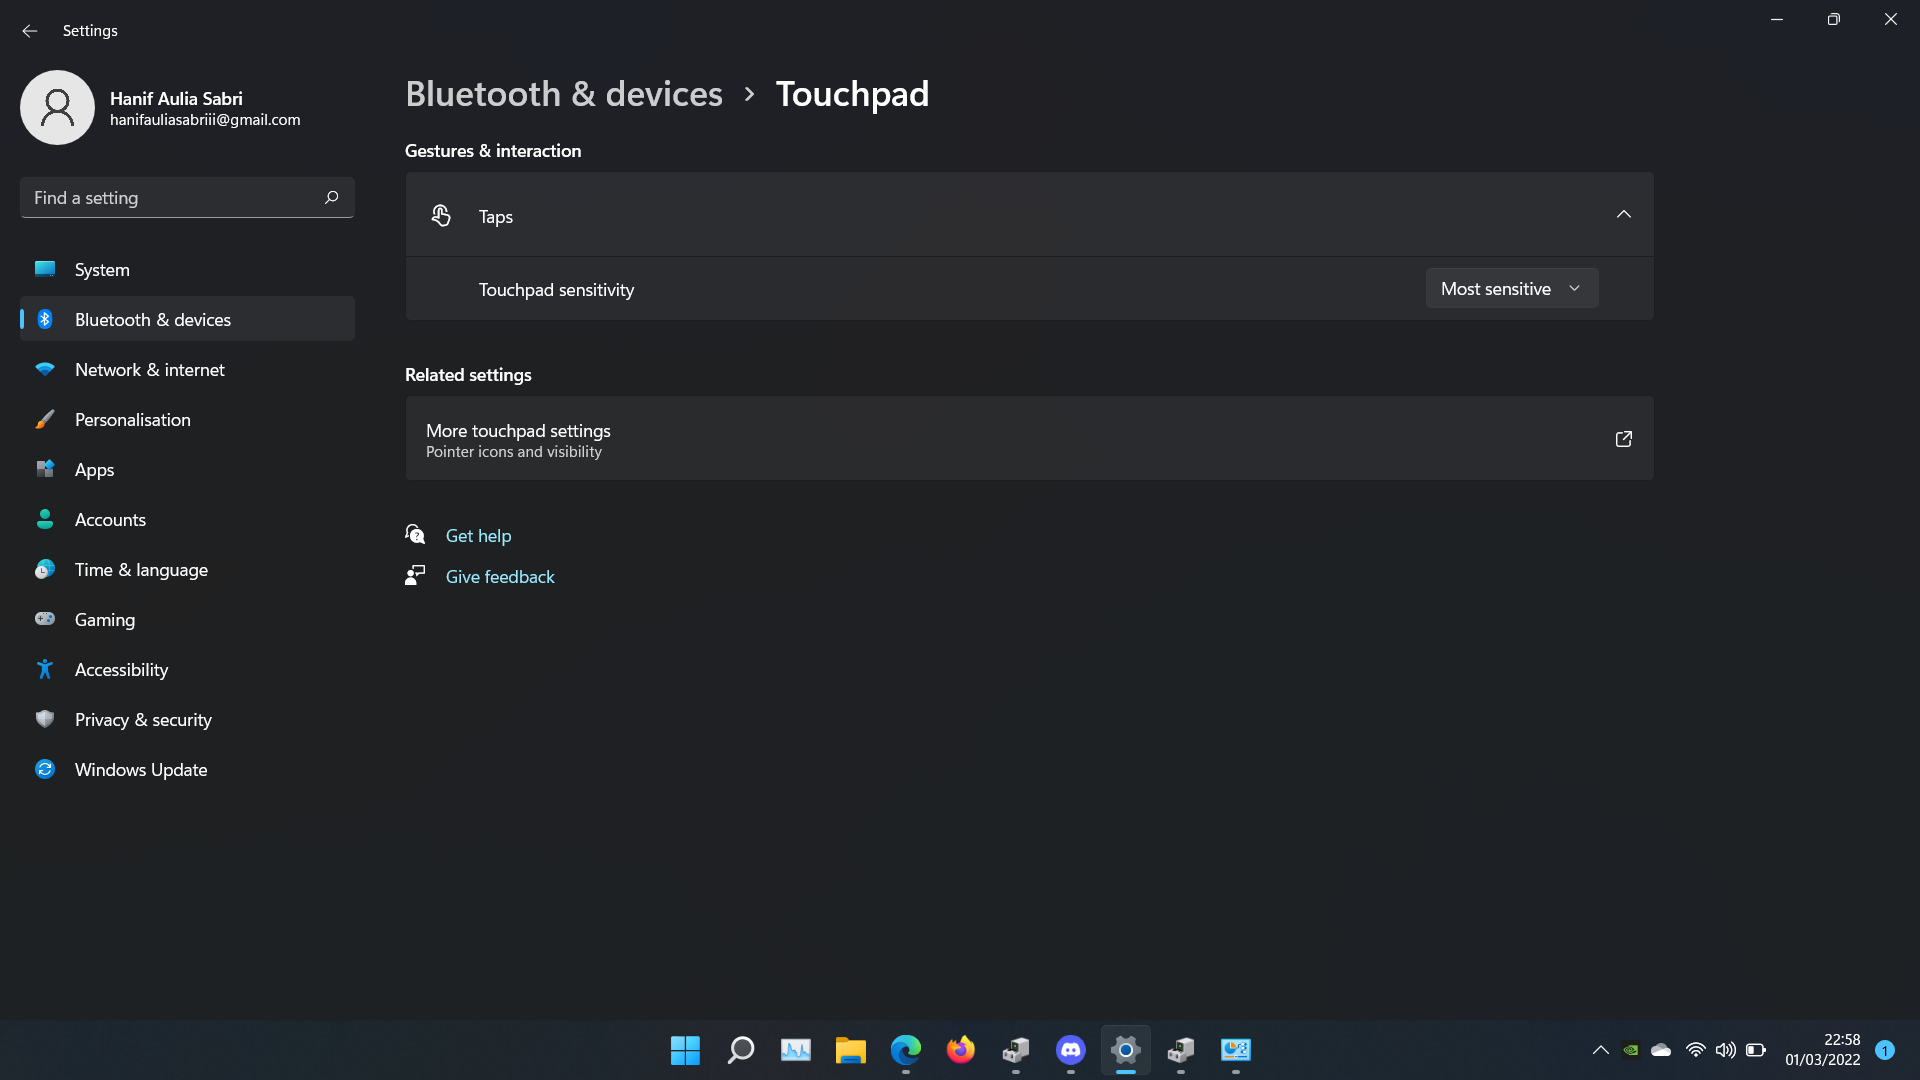 Settings
Hanif Aulia Sabri
hanifauliasabriii@gmail.com
Find a setting
System
Bluetooth & devices
Network & internet
Personalisation
Apps
Accounts
Time & language
Gaming
Accessibility
Privacy & security
Windows Update
Bluetooth & devices › Touchpad
Gestures & interaction
Taps
Touchpad sensitivity
Most sensitive
Related settings
More touchpad settings
Pointer icons and visibility
Get help
Give feedback
22:58
01/03/2022
1